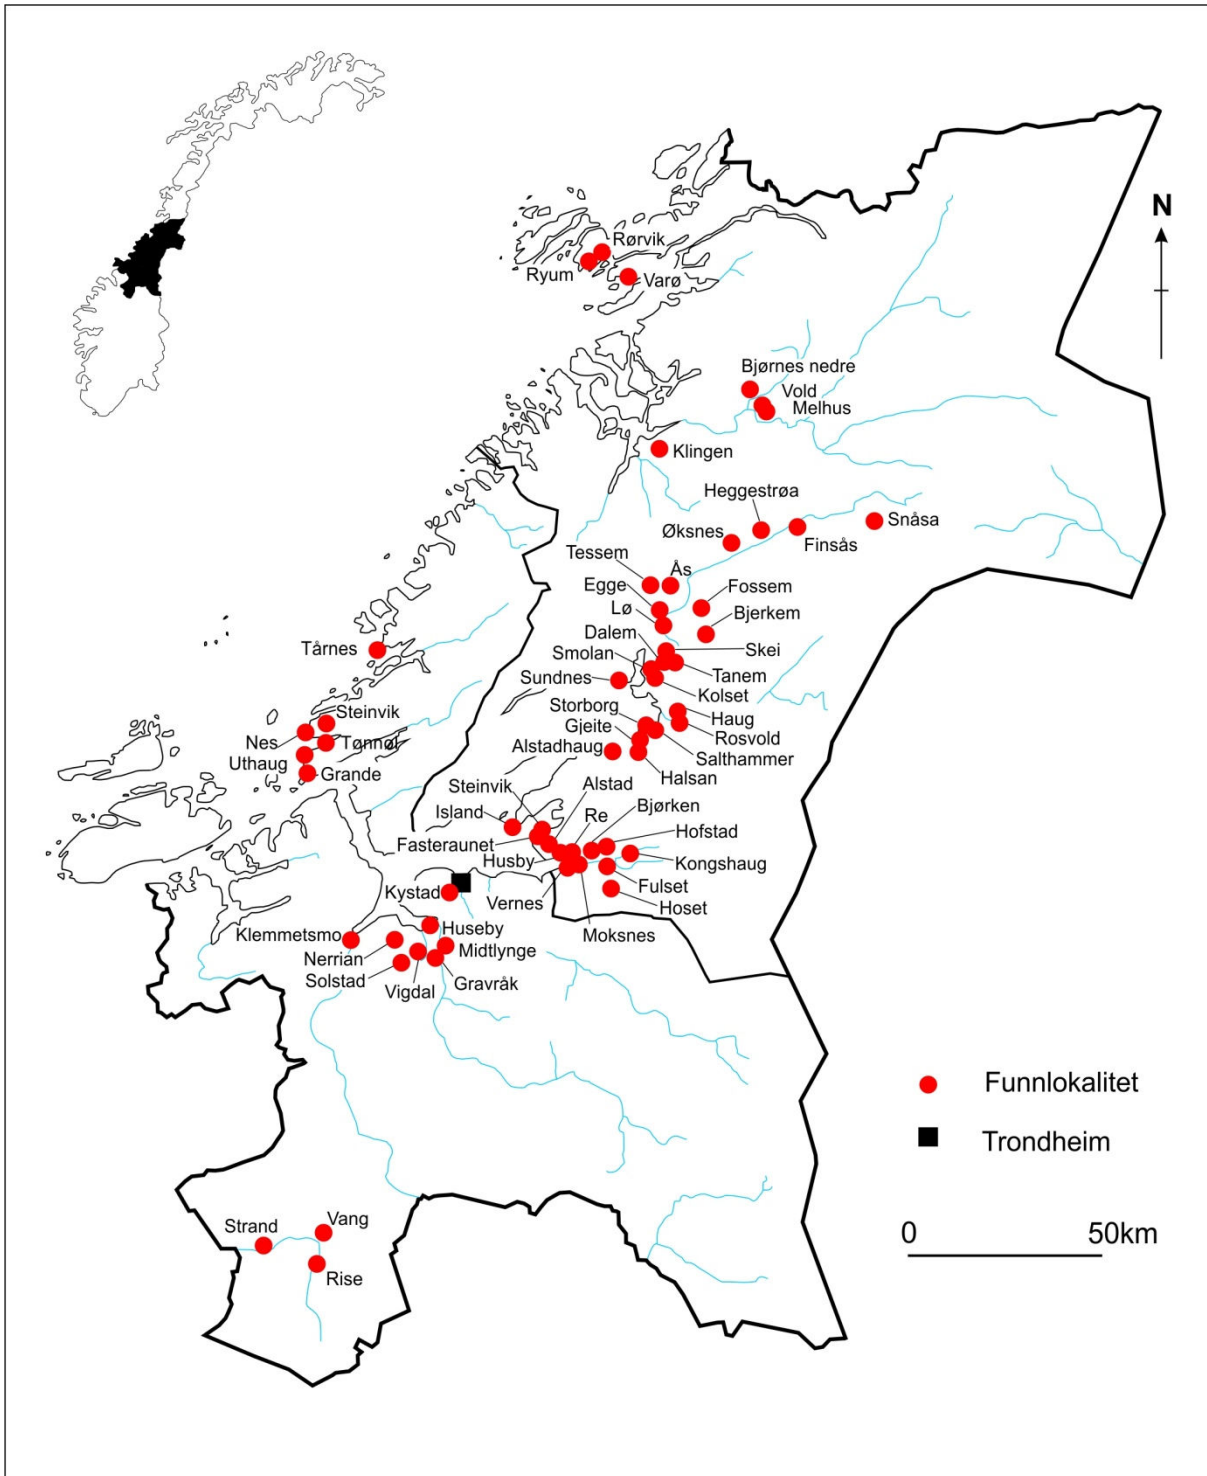 N
Rørvik
Ryum
Varø
Bjørnes nedre
Vold
Melhus
Klingen
Heggestrøa
Snåsa
Øksnes
Finsås
Tessem
Ås
Egge
Fossem
Lø
Bjerkem
Dalem
Skei
Smolan
Tanem
Sundnes
Kolset
Tårnes
Storborg
Haug
Gjeite
Rosvold
Alstadhaug
Salthammer
Halsan
Steinvik
Nes
Tønnøl
Uthaug
Grande
Steinvik
Alstad
Island
Re
Bjørken
Fasteraunet
Hofstad
Husby
Kongshaug
Fulset
Vernes
Hoset
Moksnes
Kystad
Klemmetsmo
Huseby
Nerrian
Midtlynge
Solstad
Vigdal
Gravråk
Funnlokalitet
Trondheim
0 50km
Strand
Vang
Rise